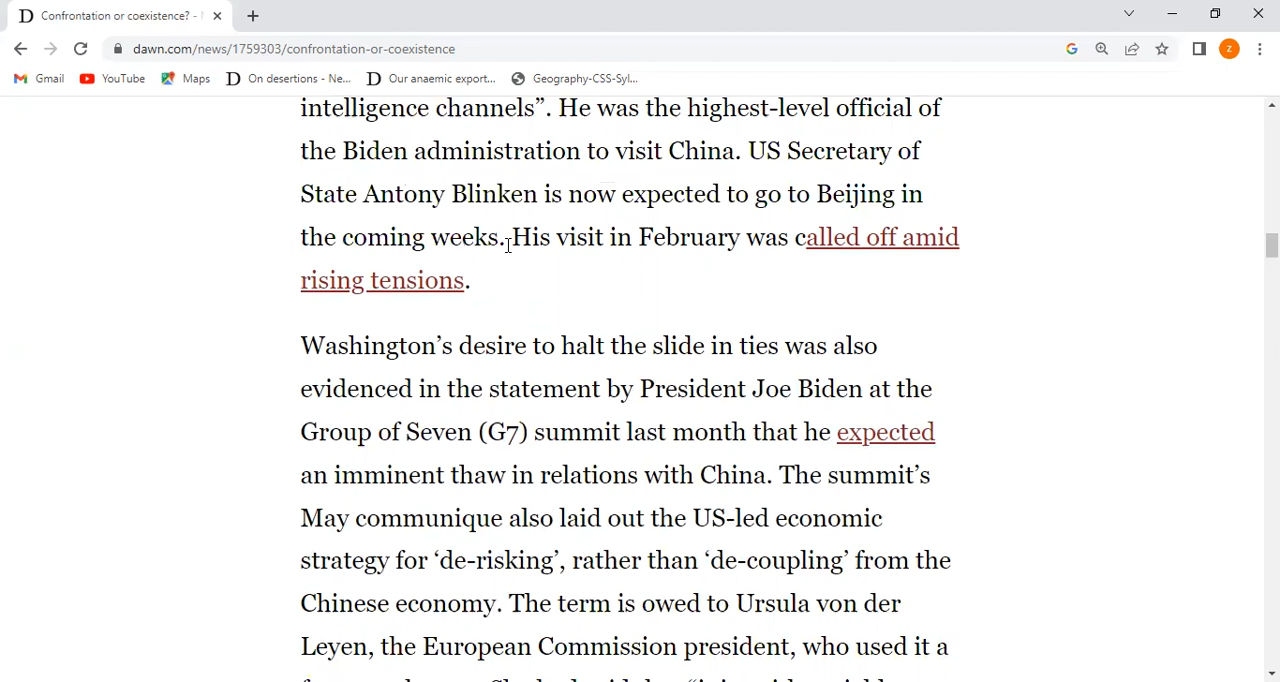 Confrontation or coexistence? -
dawn.com/news/1759303/confrontation-or-coexistence
Gmail YouTube Maps D On desertions - Ne... D Our anaemic export... Geography-CSS-Syl...
intelligence channels”. He was the highest-level official of
the Biden administration to visit China. US Secretary of
State Antony Blinken is now expected to go to Beijing in
the coming weeks. His visit in February was called off amid
rising tensions.
Washington’s desire to halt the slide in ties was also
evidenced in the statement by President Joe Biden at the
Group of Seven (G7) summit last month that he expected
an imminent thaw in relations with China. The summit’s
May communique also laid out the US-led economic
strategy for ‘de-risking’, rather than ‘de-coupling’ from the
Chinese economy. The term is owed to Ursula von der
Leyen, the European Commission president, who used it a